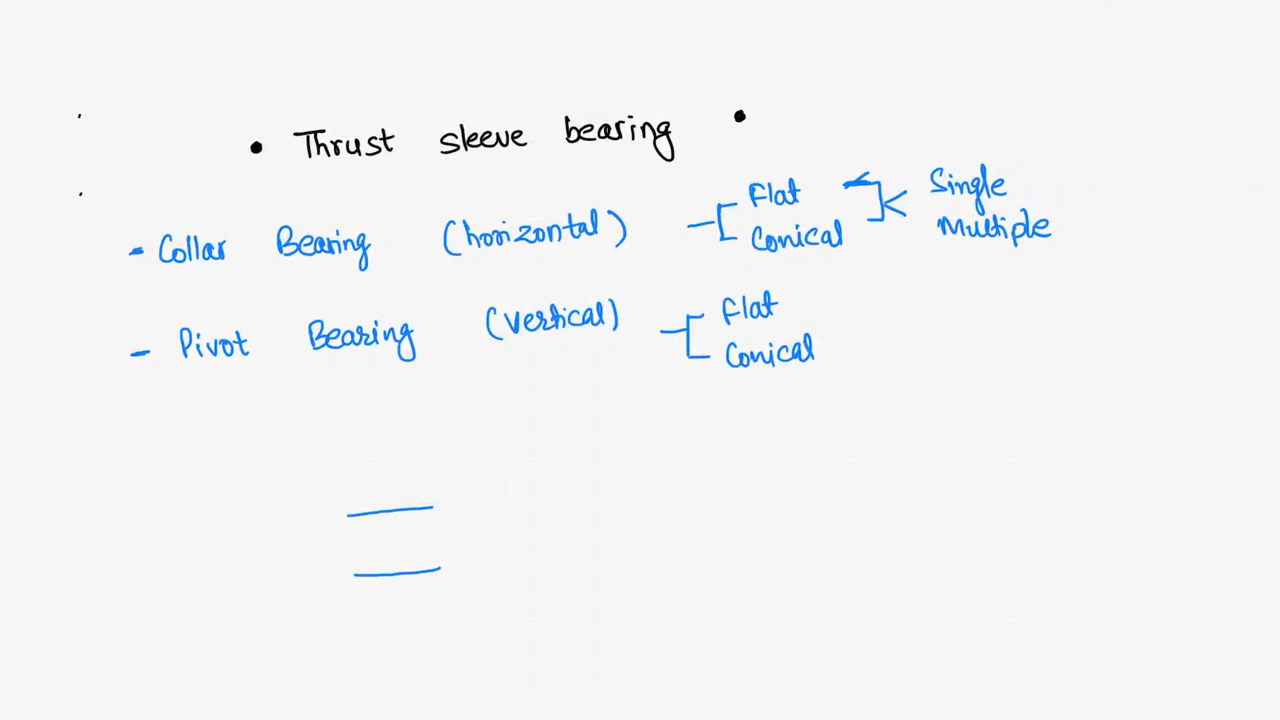 • Thrust sleeve bearing •
Flat
Single
- Collar Bearing (horizontal)
Conical
Multiple
Flat
- Pivot Bearing (vertical)
Conical